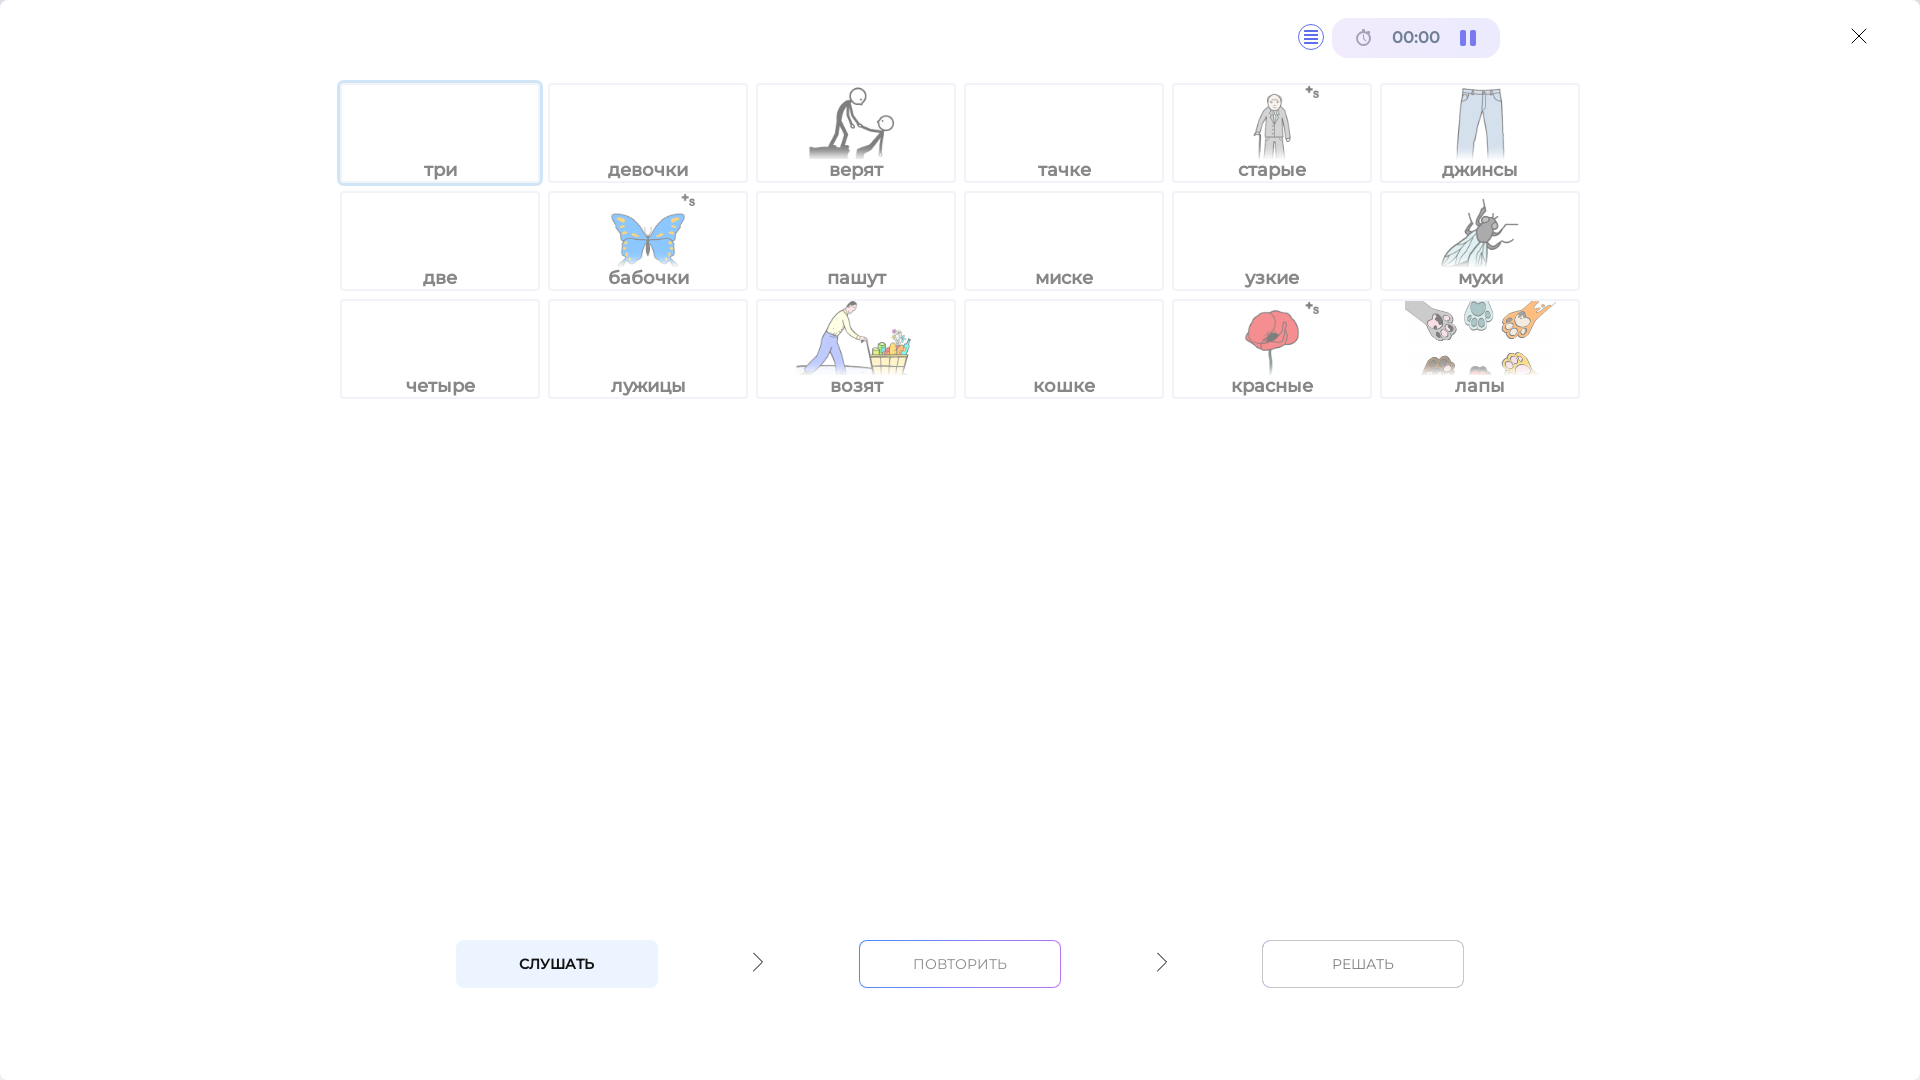 00:00
три девочки верят тачке старые джинсы
две бабочки пашут миске узкие мухи
четыре лужицы возят кошке красные лапы
СЛУШАТЬ ПОВТОРИТЬ РЕШАТЬ